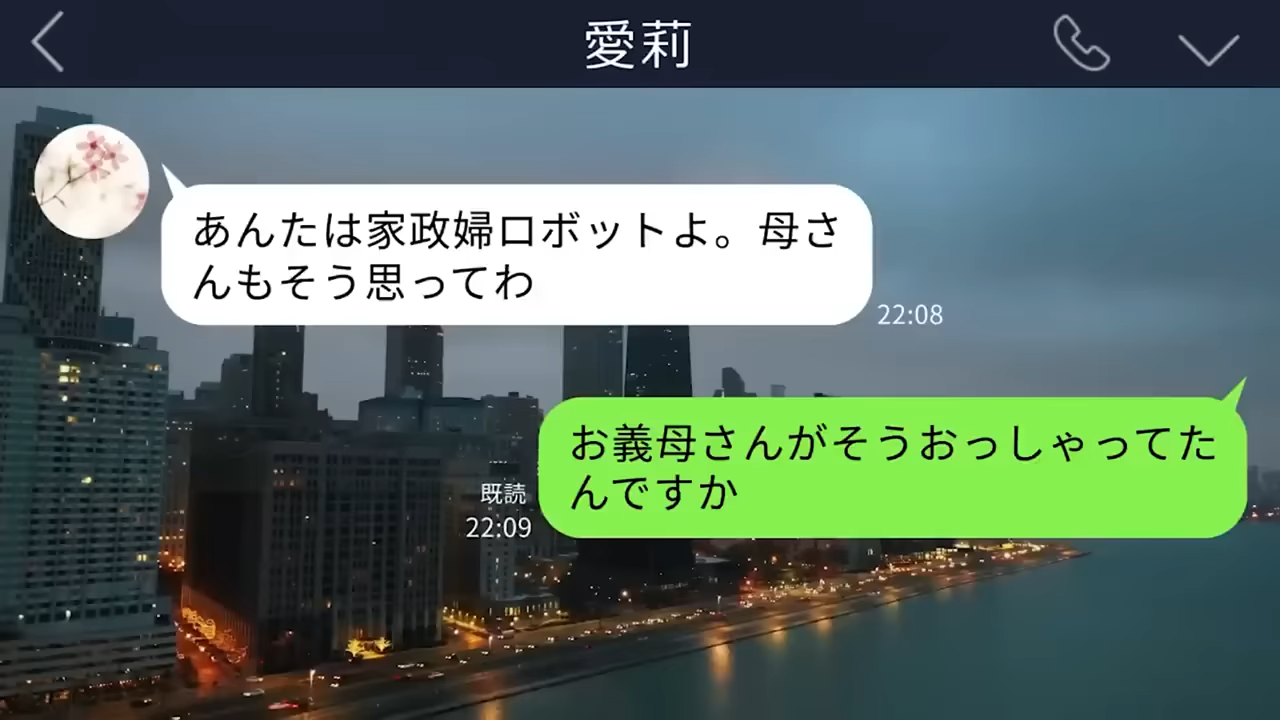 愛莉
あんたは家政婦ロボットよ。母さ
んもそう思ってわ
22:08
お義母さんがそうおっしゃってた
んですか
既読
22:09